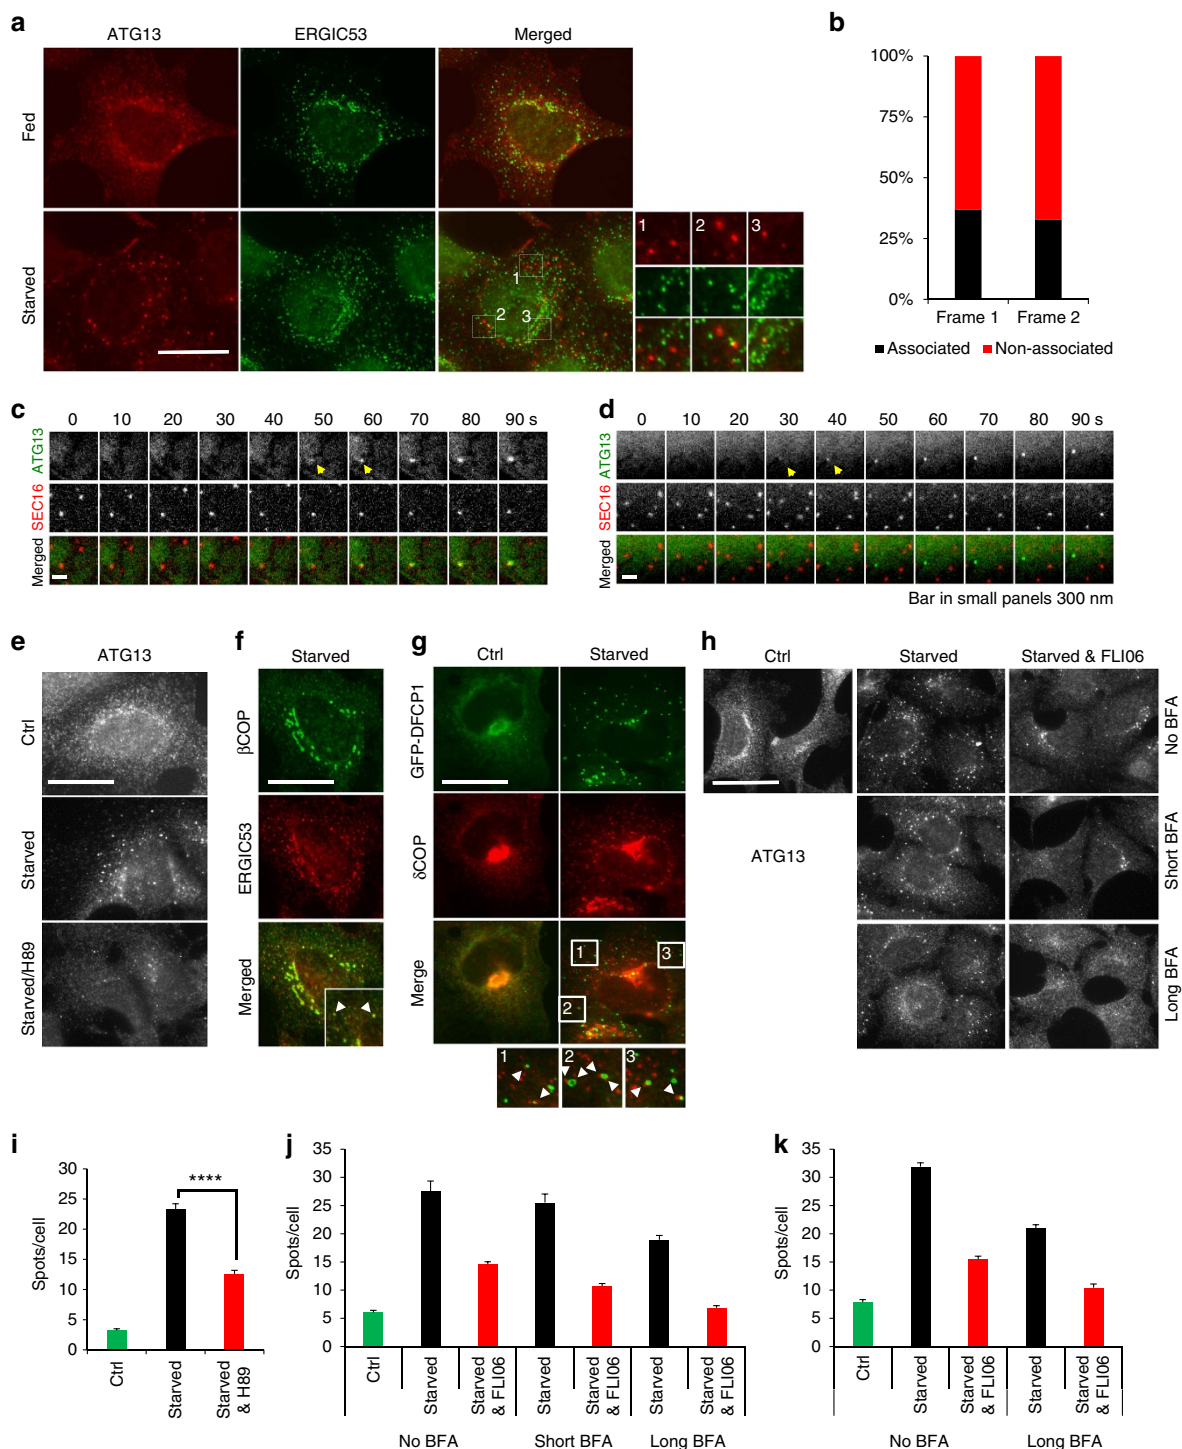 a
ATG13 ERGIC53 Merged
Fed
Starved
1
2 3
1 2 3
b
100%
75%
50%
25%
0%
Frame 1 Frame 2
Associated Non-associated
c
0 10 20 30 40 50 60 70 80 90 s
ATG13
SEC16
Merged
d
0 10 20 30 40 50 60 70 80 90 s
ATG13
SEC16
Merged
Bar in small panels 300 nm
e
ATG13
Ctrl
Starved
Starved/H89
f
Starved
βCOP
ERGIC53
Merged
g
Ctrl Starved
GFP-DFCP1
δCOP
Merge
1 3
2
1 2 3
h
Ctrl Starved Starved & FLI06
No BFA
Short BFA
Long BFA
ATG13
i
Spots/cell
30
25
20
15
10
5
0
****
Ctrl
Starved
Starved
& H89
j
Spots/cell
35
30
25
20
15
10
5
0
Ctrl
Starved
Starved
& FLI06
Starved
Starved
& FLI06
Starved
Starved
& FLI06
No BFA Short BFA Long BFA
k
Spots/cell
35
30
25
20
15
10
5
0
Ctrl
Starved
Starved
& FLI06
Starved
Starved
& FLI06
No BFA Long BFA